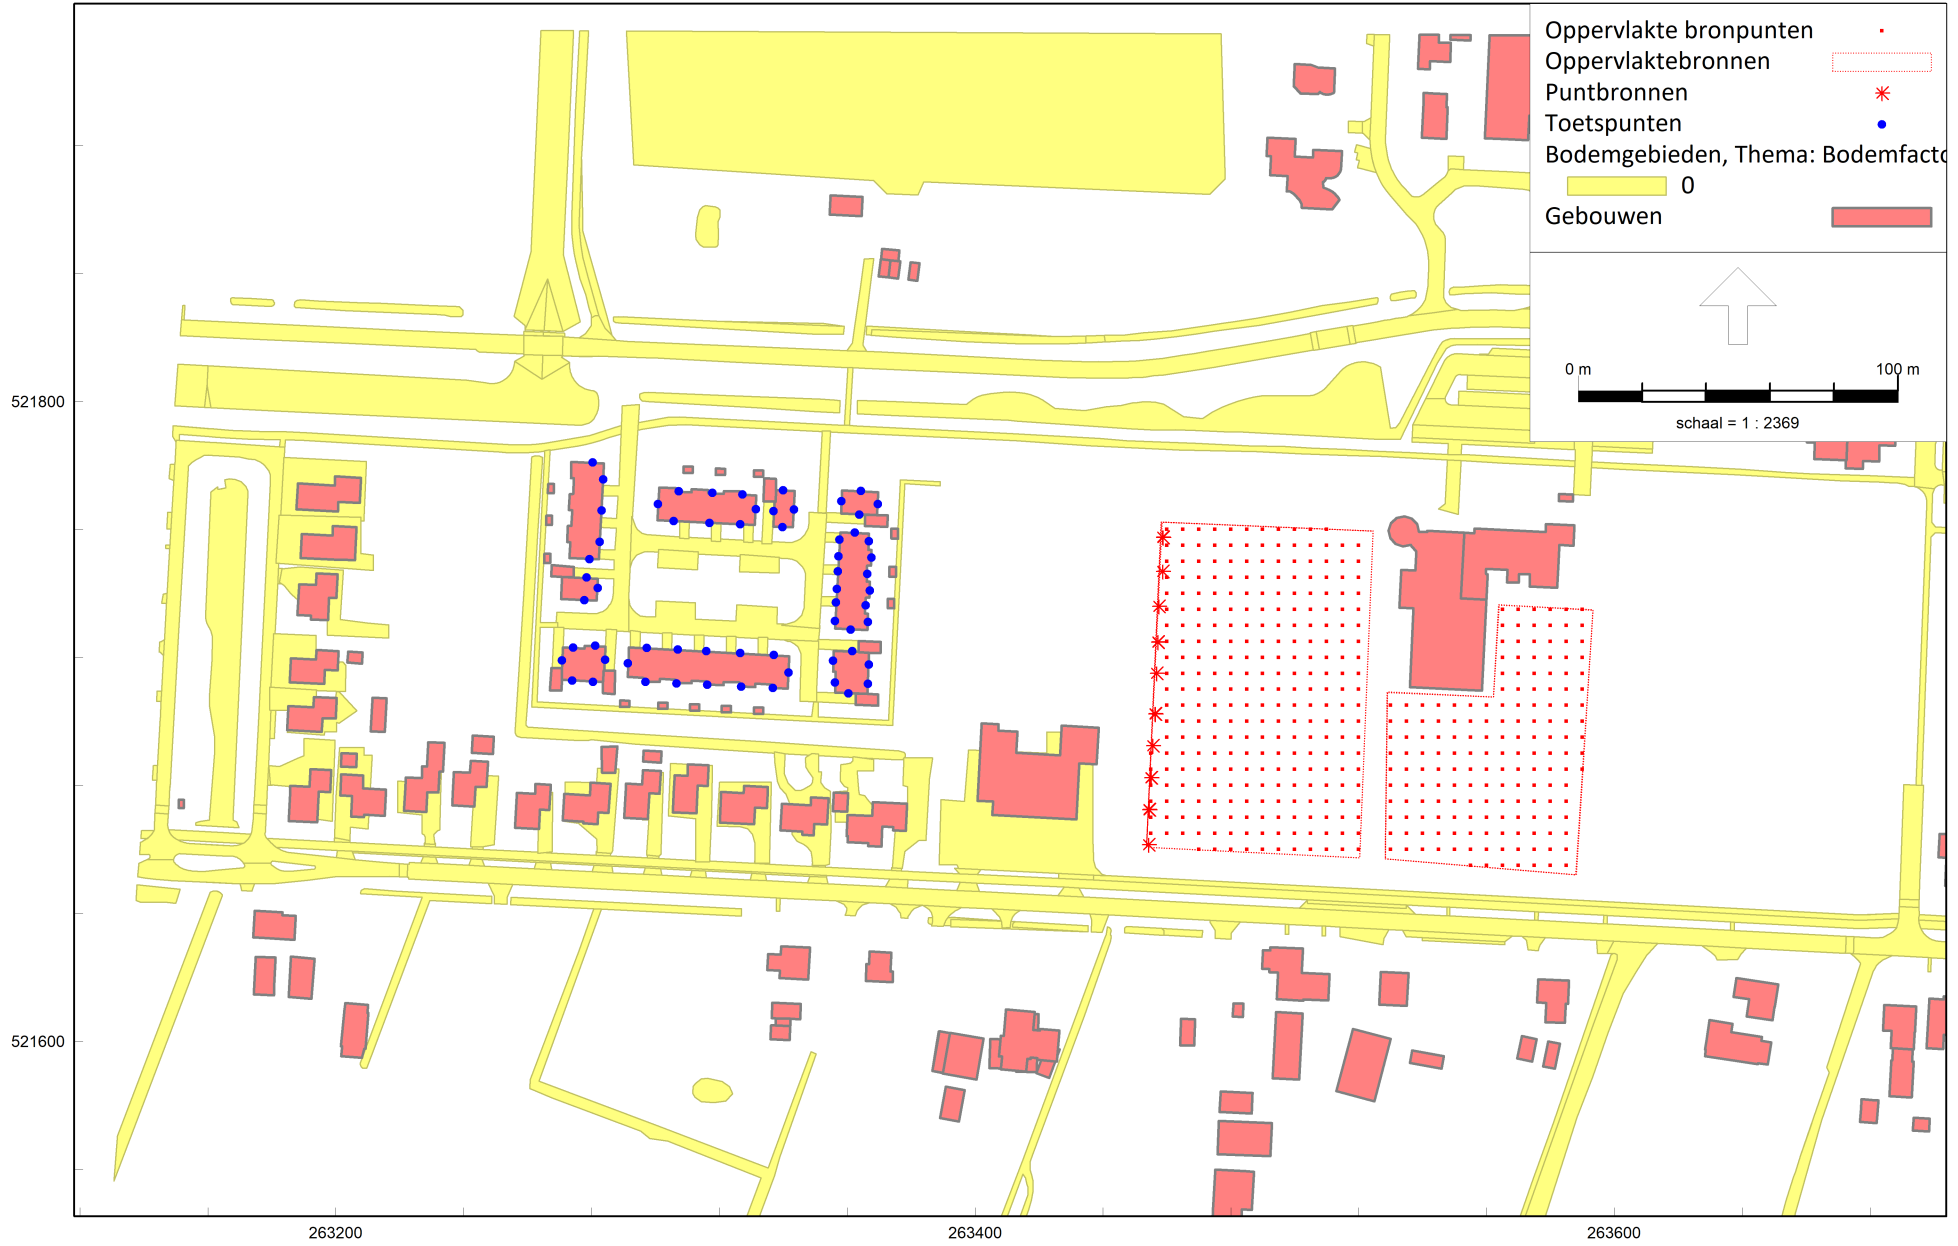 Oppervlakte bronpunten
Oppervlaktebronnen
Puntbronnen
Toetspunten
Bodemgebieden, Thema: Bodemfacto
0
Gebouwen
0 m 100 m
schaal = 1 : 2369
521800
521600
263200 263400 263600